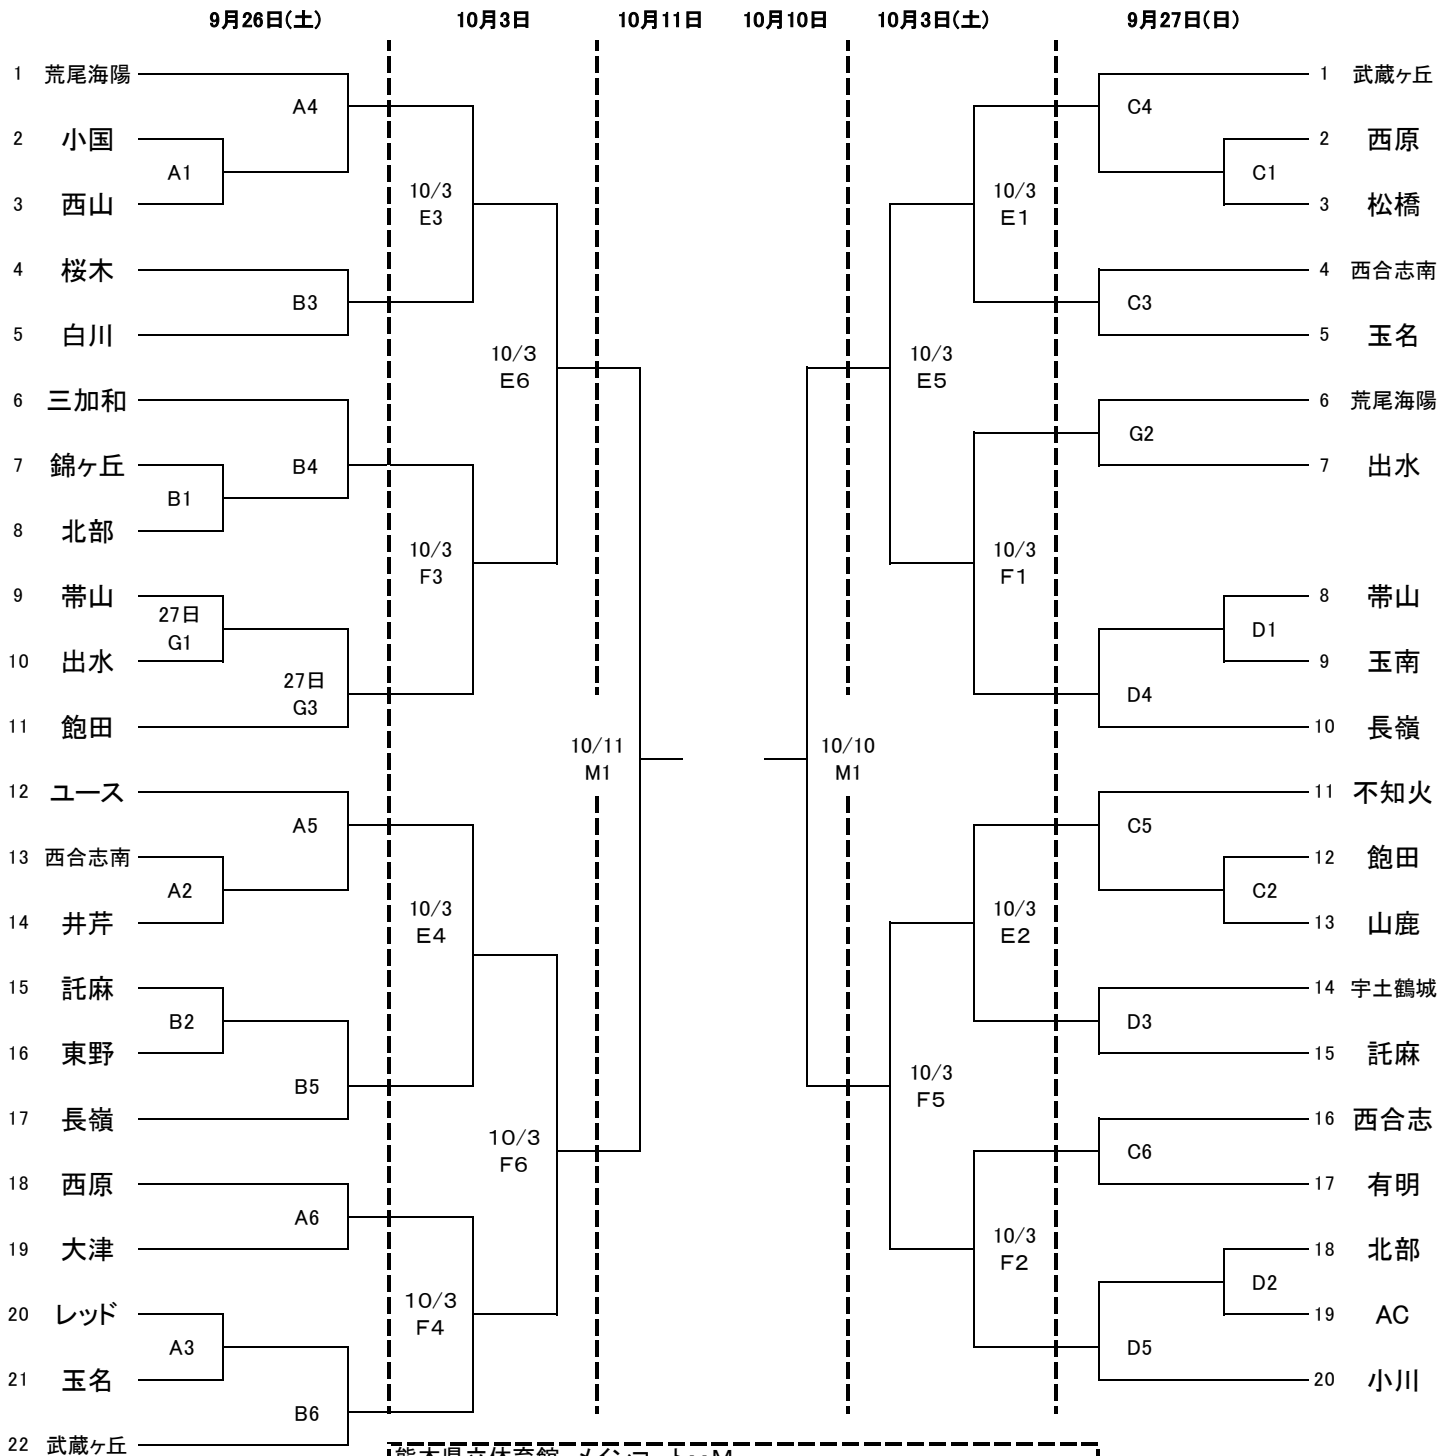 9月26日(土) 10月3日 10月11日 10月10日 10月3日(土) 9月27日(日)
1 荒尾海陽
A4
2 小国
A1
3 西山
10/3
E3
4 桜木
B3
5 白川
10/3
E6
6 三加和
B4
7 錦ヶ丘
B1
8 北部
10/3
F3
9 帯山
27日
G1
10 出水
27日
G3
11 飽田
10/11
M1
12 ユース
A5
13 西合志南
A2
14 井芹
10/3
E4
15 託麻
B2
16 東野
B5
17 長嶺
10/3
F6
18 西原
A6
19 大津
10/3
F4
20 レッド
A3
21 玉名
B6
22 武蔵ヶ丘
1 武蔵ヶ丘
C4
2 西原
C1
3 松橋
10/3
E1
4 西合志南
C3
5 玉名
10/3
E5
6 荒尾海陽
G2
7 出水
10/3
F1
8 帯山
D1
9 玉南
D4
10 長嶺
10/10
M1
11 不知火
C5
12 飽田
C2
13 山鹿
10/3
E2
14 宇土鶴城
D3
15 託麻
10/3
F5
16 西合志
C6
17 有明
10/3
F2
18 北部
D2
19 AC
D5
20 小川